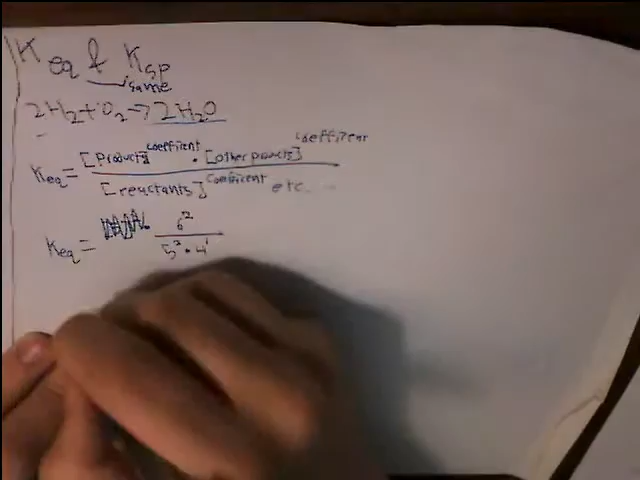 Keq & Ksp
same
2H₂+O₂→2H₂O
Keq = [Products]^coefficient · [other products]^coefficient
[reactants]^coefficient etc...
Keq = 6²
5² · 4¹